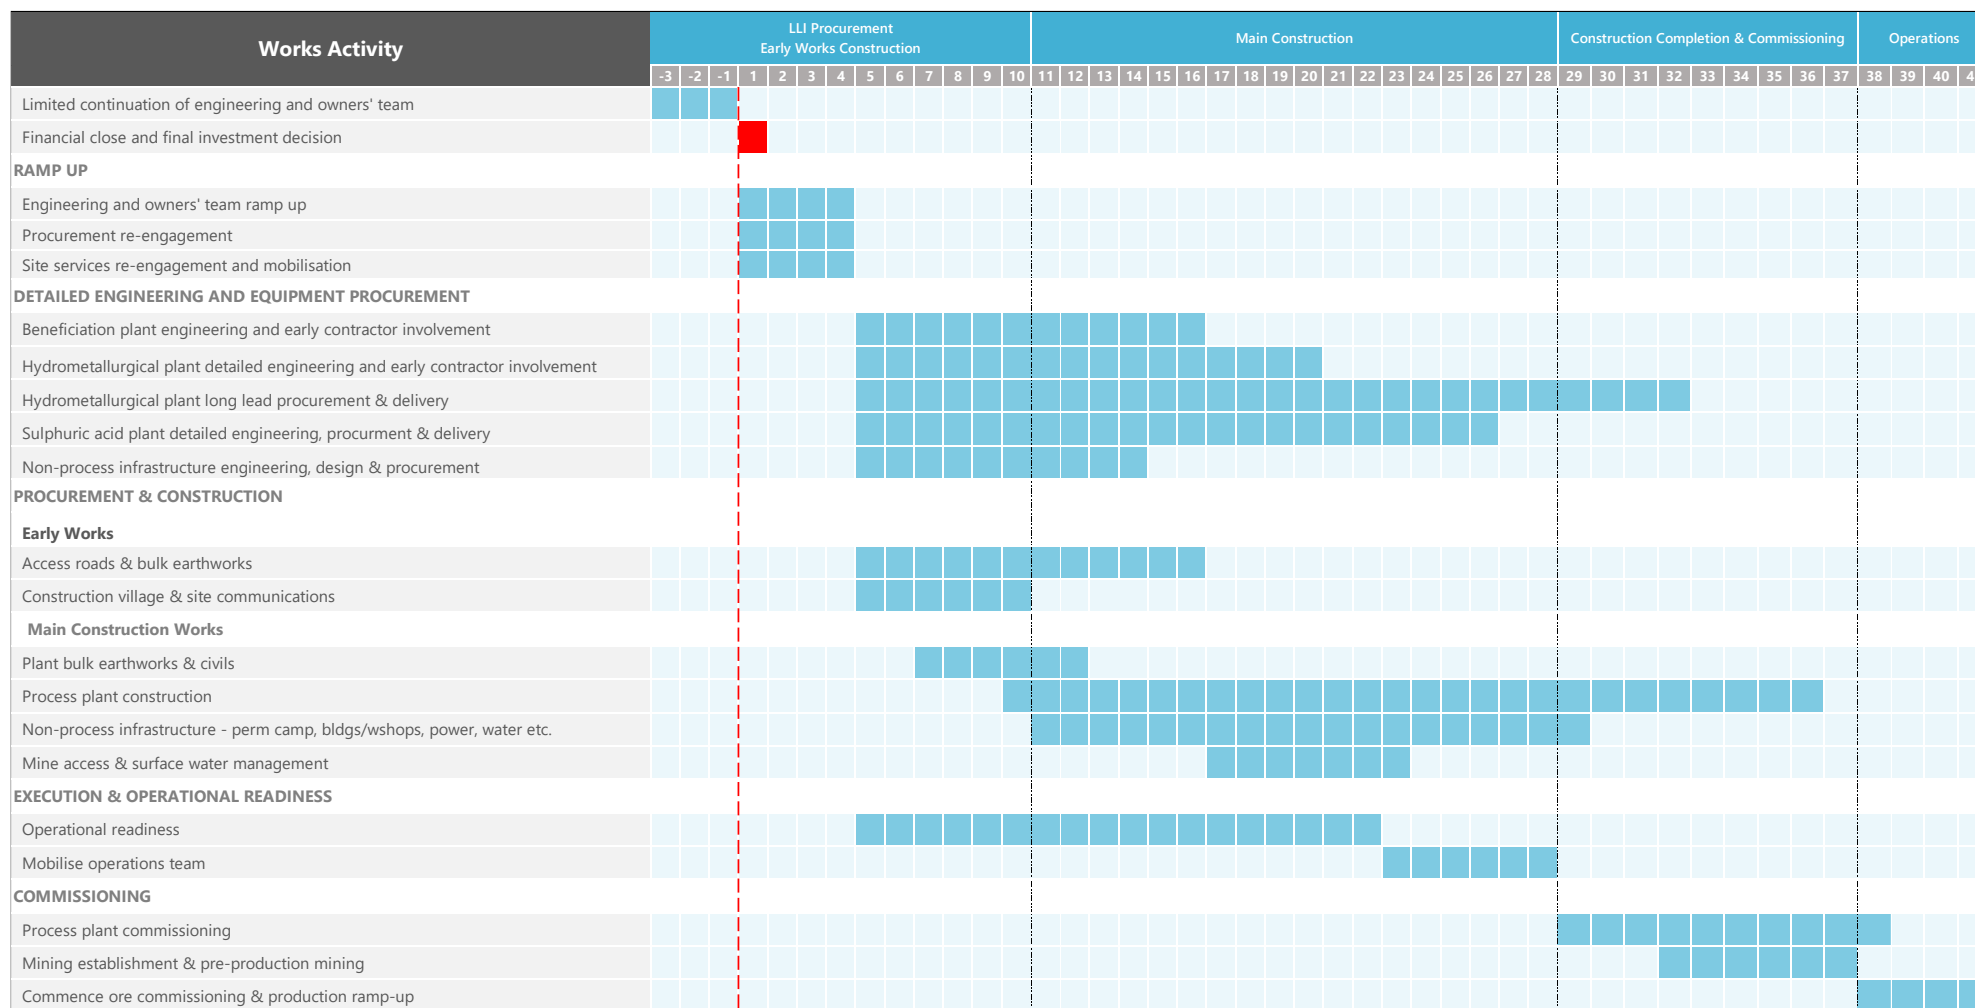 Works Activity
LLI Procurement
Early Works Construction
Main Construction
Construction Completion & Commissioning
Operations
-3 -2 -1 1 2 3 4 5 6 7 8 9 10 11 12 13 14 15 16 17 18 19 20 21 22 23 24 25 26 27 28 29 30 31 32 33 34 35 36 37 38 39 40 4
Limited continuation of engineering and owners' team
Financial close and final investment decision
RAMP UP
Engineering and owners' team ramp up
Procurement re-engagement
Site services re-engagement and mobilisation
DETAILED ENGINEERING AND EQUIPMENT PROCUREMENT
Beneficiation plant engineering and early contractor involvement
Hydrometallurgical plant detailed engineering and early contractor involvement
Hydrometallurgical plant long lead procurement & delivery
Sulphuric acid plant detailed engineering, procurment & delivery
Non-process infrastructure engineering, design & procurement
PROCUREMENT & CONSTRUCTION
Early Works
Access roads & bulk earthworks
Construction village & site communications
Main Construction Works
Plant bulk earthworks & civils
Process plant construction
Non-process infrastructure - perm camp, bldgs/wshops, power, water etc.
Mine access & surface water management
EXECUTION & OPERATIONAL READINESS
Operational readiness
Mobilise operations team
COMMISSIONING
Process plant commissioning
Mining establishment & pre-production mining
Commence ore commissioning & production ramp-up